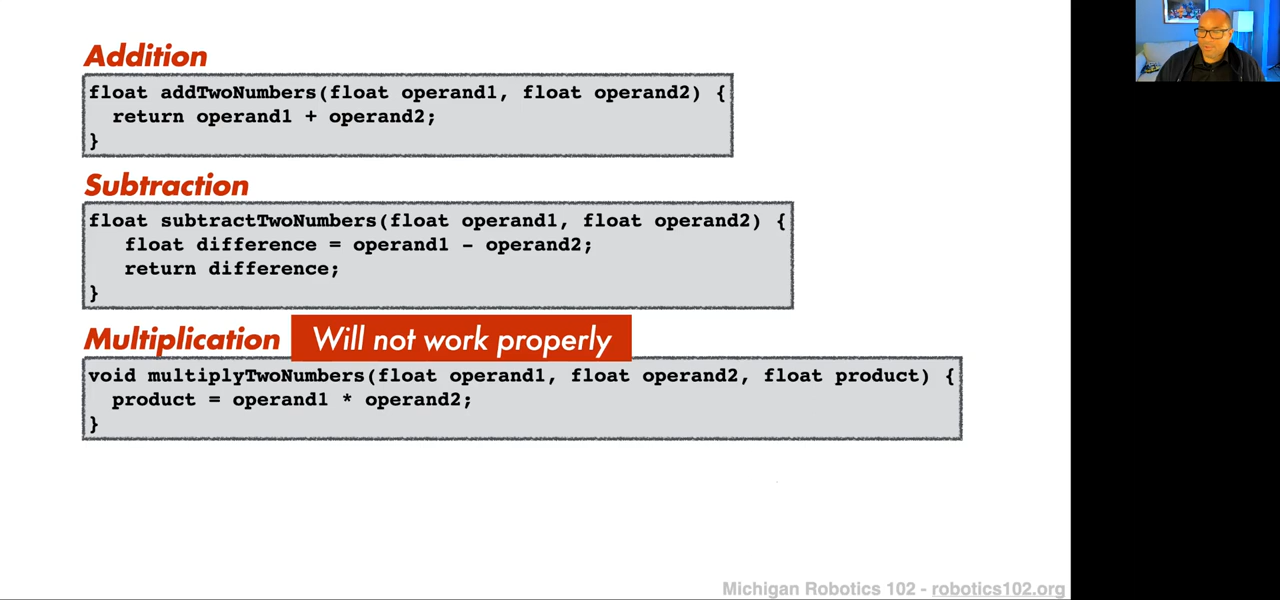 Addition
float addTwoNumbers(float operand1, float operand2) {
return operand1 + operand2;
}
Subtraction
float subtractTwoNumbers(float operand1, float operand2) {
float difference = operand1 - operand2;
return difference;
}
Multiplication Will not work properly
void multiplyTwoNumbers(float operand1, float operand2, float product) {
product = operand1 * operand2;
}
Michigan Robotics 102 - robotics102.org